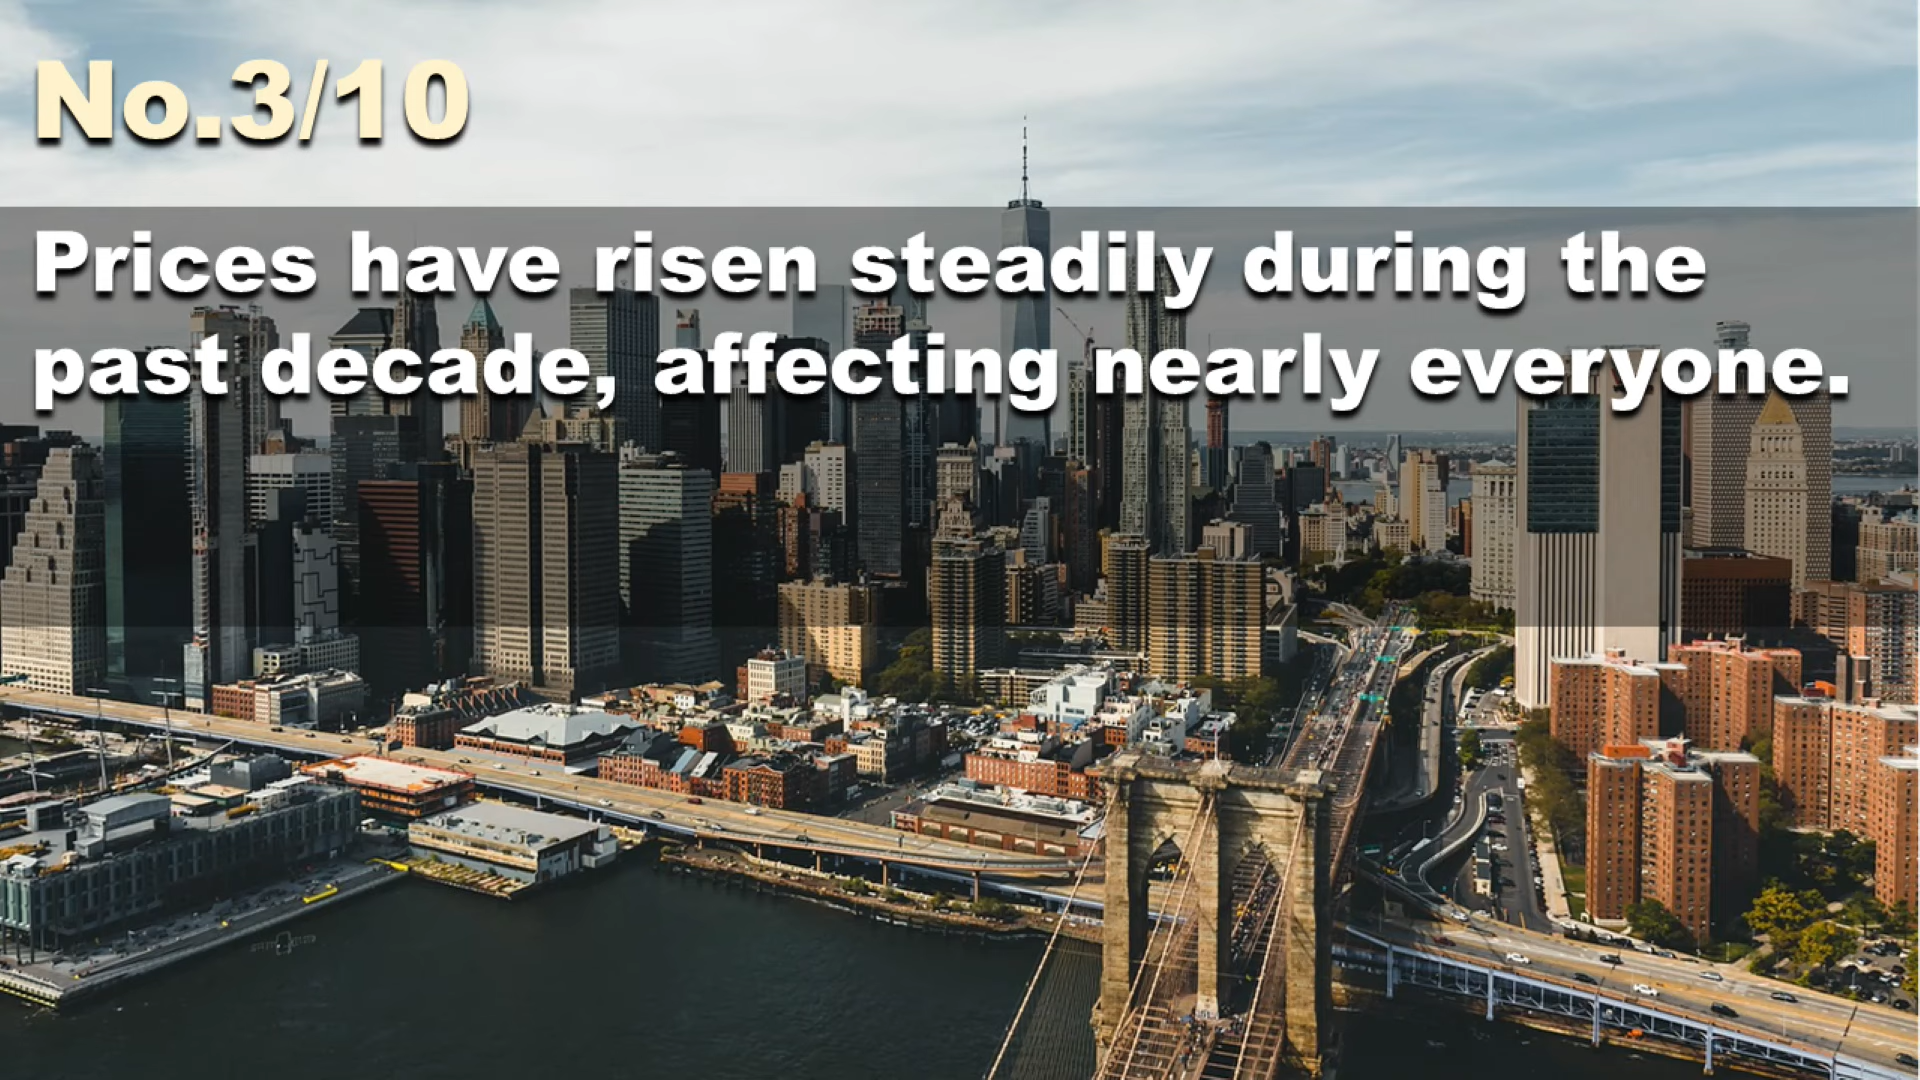 No.3/10
Prices have risen steadily during the
past decade, affecting nearly everyone.